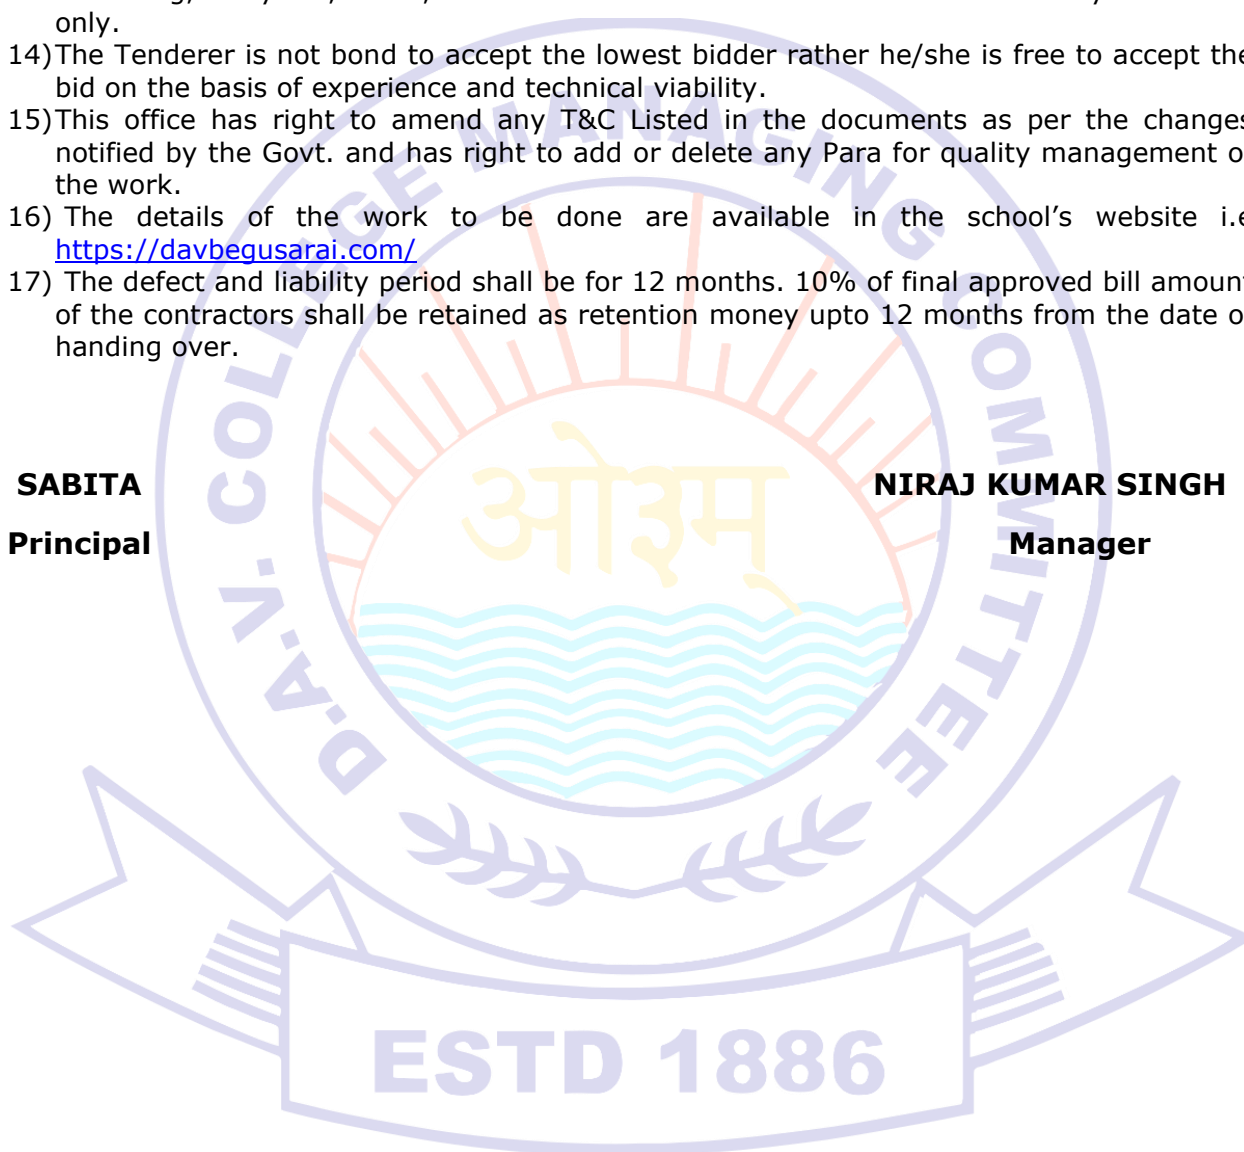 only.
14)The Tenderer is not bond to accept the lowest bidder rather he/she is free to accept the
bid on the basis of experience and technical viability.
15)This office has right to amend any T&C Listed in the documents as per the changes
notified by the Govt. and has right to add or delete any Para for quality management o
the work.
16) The details of the work to be done are available in the school's website i.e
https://davbegusarai.com/
17) The defect and liability period shall be for 12 months. 10% of final approved bill amount
of the contractors shall be retained as retention money upto 12 months from the date o
handing over.
SABITA NIRAJ KUMAR SINGH
Principal Manager
D.A.V. COLLEGE MANAGING COMMITTEE
ओ३म्
ESTD 1886